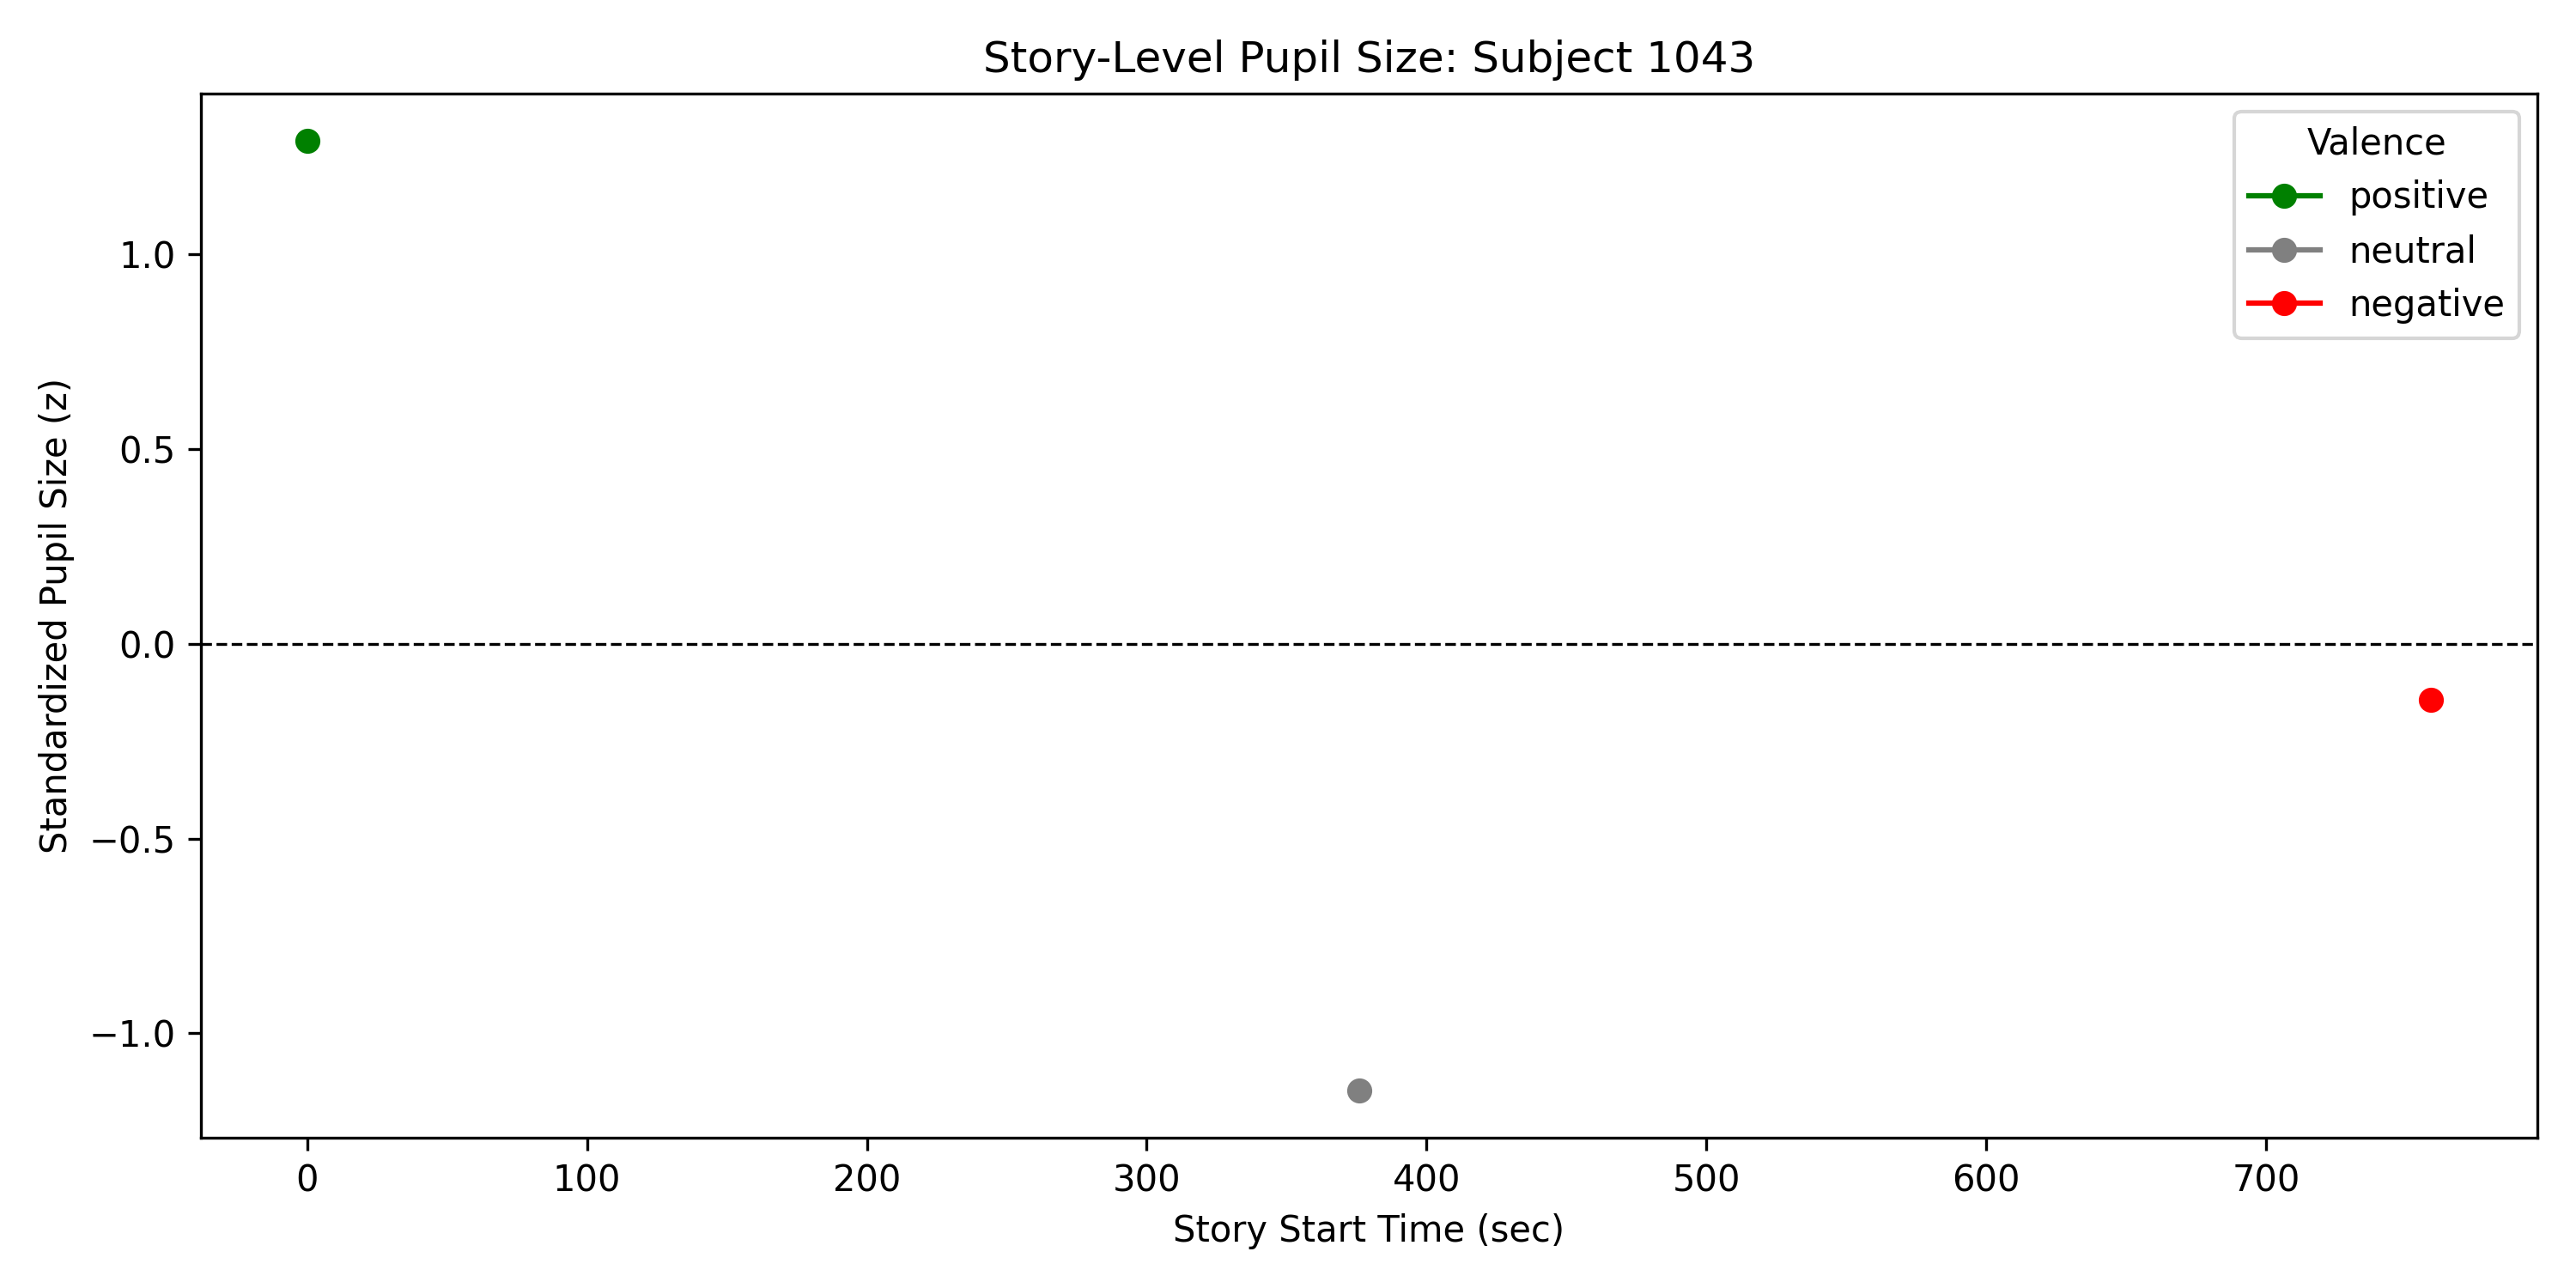 Story-Level Pupil Size: Subject 1043
Valence
positive
neutral
negative
Standardized Pupil Size (z)
1.0
0.5
0.0
−0.5
−1.0
0 100 200 300 400 500 600 700
Story Start Time (sec)